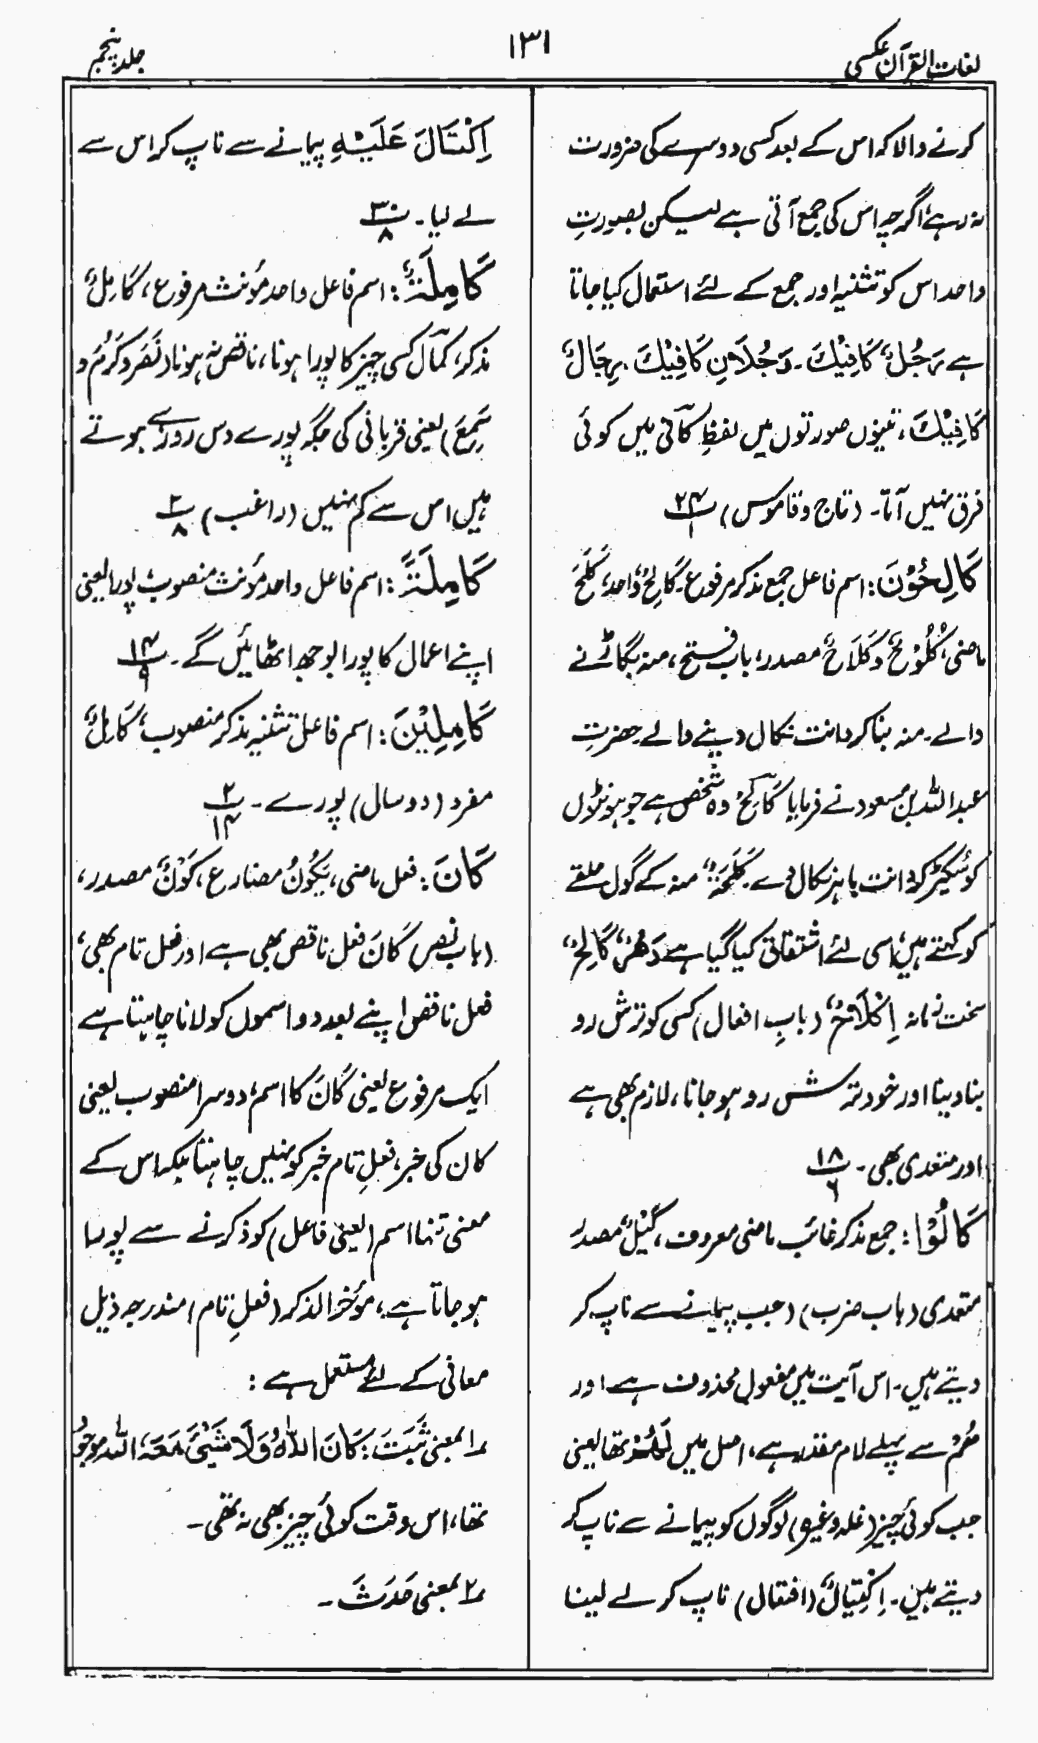 لغات القرآن عکسی
۱۳۱
جلد پنجم
کرنے والا کہ اس کے بعد کسی دوسرے کی ضرورت
نہ رہے، اگرچہ اس کی جمع آتی ہے لیکن بصورتِ
واحد اس کو تثنیہ اور جمع کے لئے استعمال کیا جاتا
ہے رَجُلٌ کَافِیْکَ۔ رَجُلَانِ کَافِیْکَ۔ رِجَالٌ
کَافِیْکَ، تینوں صورتوں میں لفظِ کافی میں کوئی
فرق نہیں آتا۔ (تاج و قاموس) ۲۴/۱
کَالِحُوْنَ: اسم فاعل جمع مذکر مرفوع۔ کَالِحٌ واحد، کَلَحَ
ماضی، کُلُوْحٌ و کُلَاحٌ مصدر، باب فتح، منہ بگاڑنے
والے۔ منہ بنا کر دانت نکال دینے والے۔ حضرت
عبد اللہ بن مسعود نے فرمایا کَالِحٌ وہ شخص ہے جو ہونٹوں
کو سکیڑ کر دانت باہر نکال دے۔ کَلَحَۃٌ منہ کے گول حلقے
کو کہتے ہیں، اسی لئے اشتقاق کیا گیا ہے دَھْرٌ کَالِحٌ
سخت زمانہ اِکْلَاحٌ (بابِ افعال) کسی کو ترش رو
بنا دینا اور خود ترش رو ہو جانا، لازم بھی ہے
اور متعدی بھی۔ ۱۸/۶
کَالُوْا: جمع مذکر غائب ماضی معروف، کَیْلٌ مصدر
متعدی (باب ضرب) (جب پیمانے سے ناپ کر
دیتے ہیں۔ اس آیت میں مفعول محذوف ہے اور
ھُمْ سے پہلے لام مقدر ہے، اصل میں لَھُمْ تھا یعنی
جب کوئی چیز (غلہ وغیرہ) لوگوں کو پیمانے سے ناپ کر
دیتے ہیں۔ اِکْتِیَالٌ (افتعال) ناپ کر لے لینا
اِکْتَالَ عَلَیْہِ پیمانے سے ناپ کر اس سے
لے لیا۔ ۳۰/۸
کَامِلَۃٌ: اسم فاعل واحد مؤنث مرفوع، کَامِلٌ
مذکر، کمال کسی چیز کا پورا ہونا، ناقص نہ ہونا (نَصَرَ و کَرُمَ و
سَمِعَ) یعنی قربانی کی جگہ پورے دس روزے ہوتے
ہیں اس سے کم نہیں (راغب) ۲/۸
کَامِلَۃً: اسم فاعل واحد مؤنث منصوب، پورا یعنی
اپنے اعمال کا پورا بوجھ اٹھائیں گے۔ ۱۴/۹
کَامِلِیْنَ: اسم فاعل تثنیہ مذکر منصوب، کَامِلٌ
مفرد (دو سال) پورے۔ ۲/۱۴
کَانَ: فعل ماضی، یَکُوْنُ مضارع، کَوْنٌ مصدر،
(باب نصر) کَانَ فعل ناقص بھی ہے اور فعل تام بھی،
فعل ناقص اپنے بعد دو اسموں کو لانا چاہتا ہے
ایک مرفوع یعنی کَانَ کا اسم، دوسرا منصوب یعنی
کان کی خبر، فعلِ تام خبر کو نہیں چاہتا بلکہ اس کے
معنی تنہا اسم (یعنی فاعل) کو ذکر کرنے سے پورا
ہو جاتا ہے، مؤخر الذکر (فعلِ تام) مندرجہ ذیل
معانی کے لئے مستعمل ہے:
۱ بمعنی ثَبَتَ: کَانَ اللّٰہُ وَلَا شَیْئَ مَعَہٗ، اللہ موجود
تھا، اس وقت کوئی چیز بھی نہ تھی۔
۲ بمعنی حَدَثَ۔